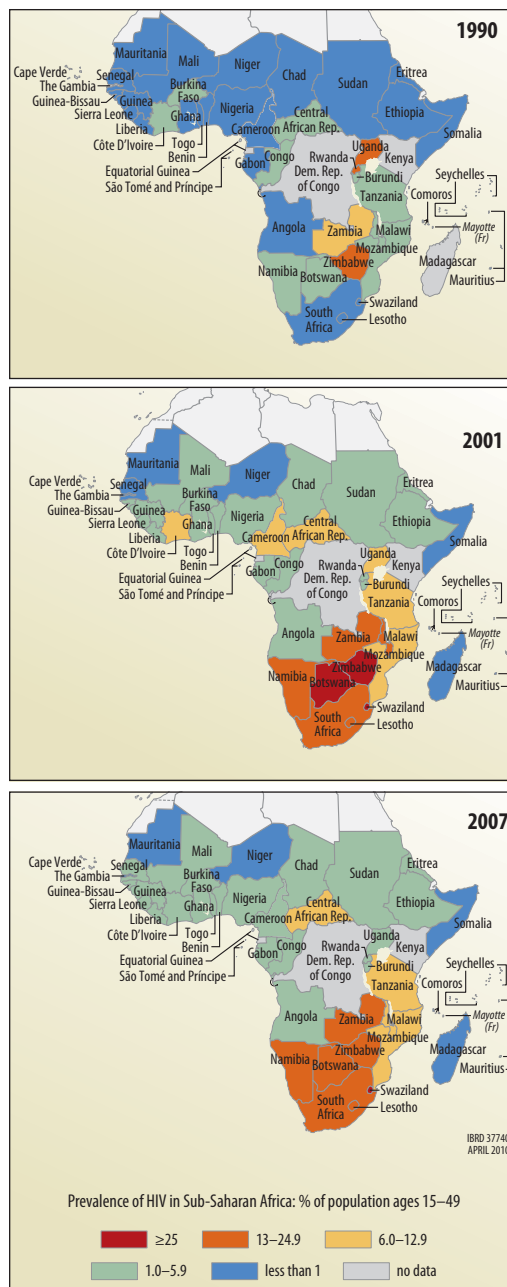 1990
Mauritania
Mali
Niger
Chad
Sudan
Eritrea
Cape Verde
Senegal
The Gambia
Guinea-Bissau
Guinea
Sierra Leone
Liberia
Côte D'Ivoire
Burkina
Faso
Ghana
Togo
Benin
Nigeria
Cameroon
Central
African Rep.
Ethiopia
Somalia
Equatorial Guinea
São Tomé and Príncipe
Gabon
Congo
Dem. Rep.
of Congo
Rwanda
Uganda
Kenya
Burundi
Tanzania
Seychelles
Comoros
Mayotte
(Fr)
Angola
Zambia
Malawi
Mozambique
Zimbabwe
Namibia
Botswana
Madagascar
Mauritius
Swaziland
South
Africa
Lesotho
2001
Mauritania
Mali
Niger
Chad
Sudan
Eritrea
Cape Verde
Senegal
The Gambia
Guinea-Bissau
Guinea
Sierra Leone
Liberia
Côte D'Ivoire
Burkina
Faso
Ghana
Togo
Benin
Nigeria
Cameroon
Central
African Rep.
Ethiopia
Somalia
Equatorial Guinea
São Tomé and Príncipe
Gabon
Congo
Dem. Rep.
of Congo
Rwanda
Uganda
Kenya
Burundi
Tanzania
Seychelles
Comoros
Mayotte
(Fr)
Angola
Zambia
Malawi
Mozambique
Zimbabwe
Namibia
Botswana
Madagascar
Mauritius
Swaziland
South
Africa
Lesotho
2007
Mauritania
Mali
Niger
Chad
Sudan
Eritrea
Cape Verde
Senegal
The Gambia
Guinea-Bissau
Guinea
Sierra Leone
Liberia
Côte D'Ivoire
Burkina
Faso
Ghana
Togo
Benin
Nigeria
Cameroon
Central
African Rep.
Ethiopia
Somalia
Equatorial Guinea
São Tomé and Príncipe
Gabon
Congo
Dem. Rep.
of Congo
Rwanda
Uganda
Kenya
Burundi
Tanzania
Seychelles
Comoros
Mayotte
(Fr)
Angola
Zambia
Malawi
Mozambique
Zimbabwe
Namibia
Botswana
Madagascar
Mauritius
Swaziland
South
Africa
Lesotho
IBRD 37740
APRIL 2010
Prevalence of HIV in Sub-Saharan Africa: % of population ages 15–49
≥25
13–24.9
6.0–12.9
1.0–5.9
less than 1
no data